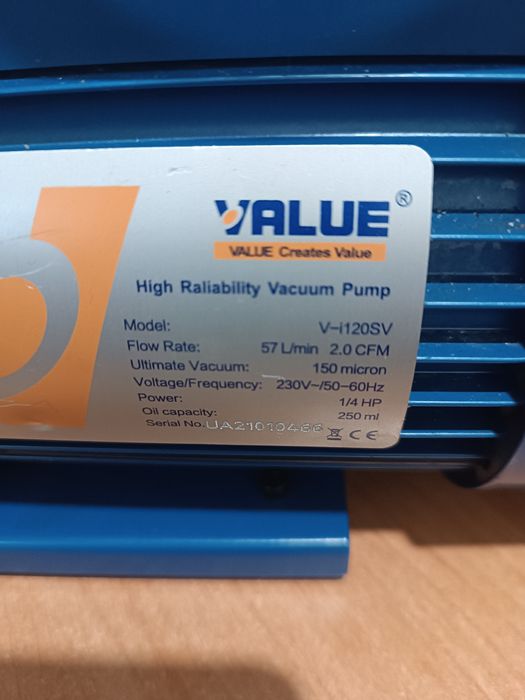 VALUE®
VALUE Creates Value
High Raliability Vacuum Pump
Model: V-i120SV
Flow Rate: 57 L/min 2.0 CFM
Ultimate Vacuum: 150 micron
Voltage/Frequency: 230V~/50-60Hz
Power: 1/4 HP
Oil capacity: 250 ml
Serial No. UA21010466 CE